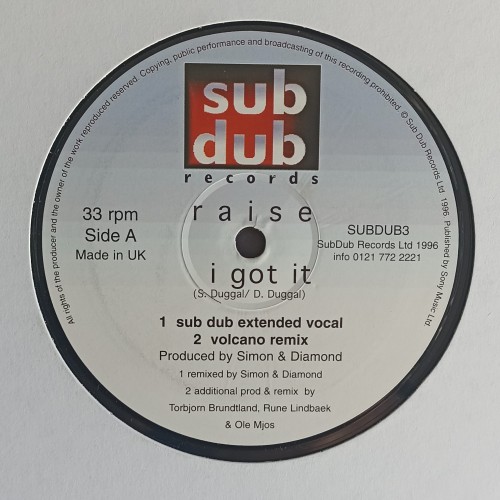 All rights of the producer and the owner of the work reproduced reserved. Copying, public performance and broadcasting of this recording prohibited. © Sub Dub Records Ltd 1996 Published by Sony Music Ltd
sub
dub
records
raise
33 rpm
Side A
Made in UK
SUBDUB3
SubDub Records Ltd 1996
info 0121 772 2221
i got it
(S. Duggal/ D. Duggal)
1 sub dub extended vocal
2 volcano remix
Produced by Simon & Diamond
1 remixed by Simon & Diamond
2 additional prod & remix by
Torbjorn Brundtland, Rune Lindbaek
& Ole Mjos